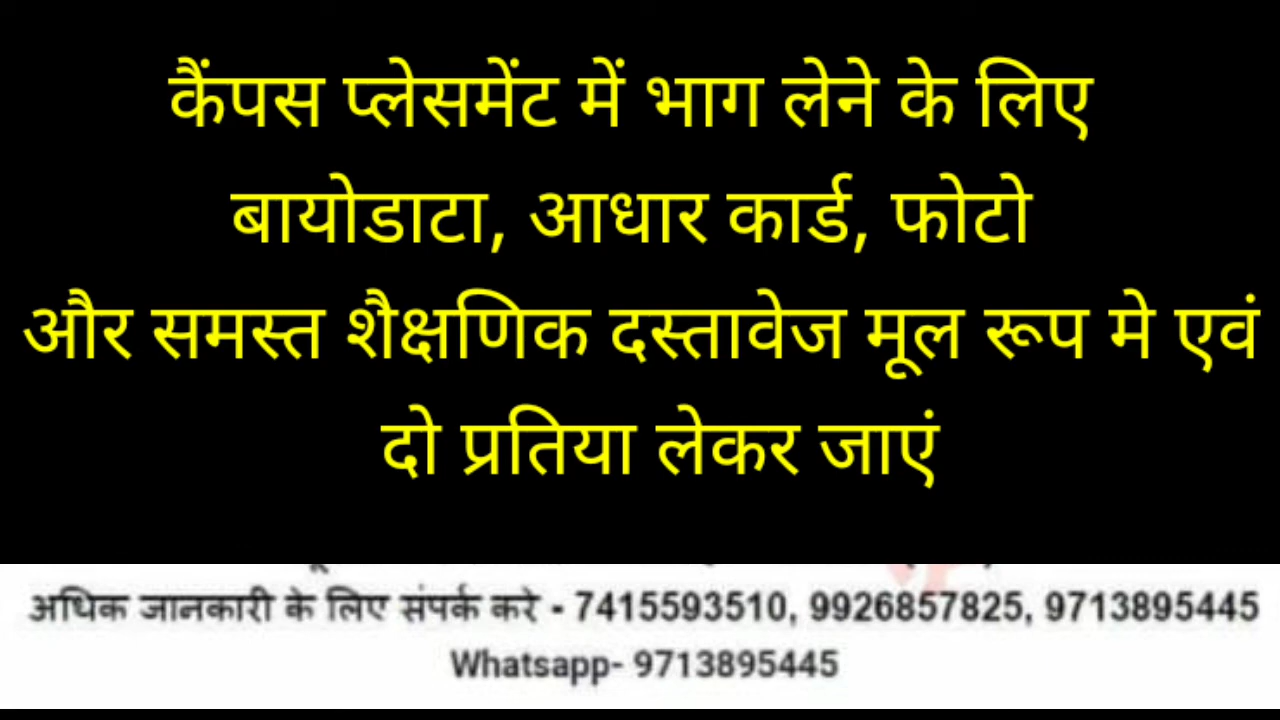 कैंपस प्लेसमेंट में भाग लेने के लिए
बायोडाटा, आधार कार्ड, फोटो
और समस्त शैक्षणिक दस्तावेज मूल रूप मे एवं
दो प्रतिया लेकर जाएं
अधिक जानकारी के लिए संपर्क करे - 7415593510, 9926857825, 9713895445
Whatsapp- 9713895445